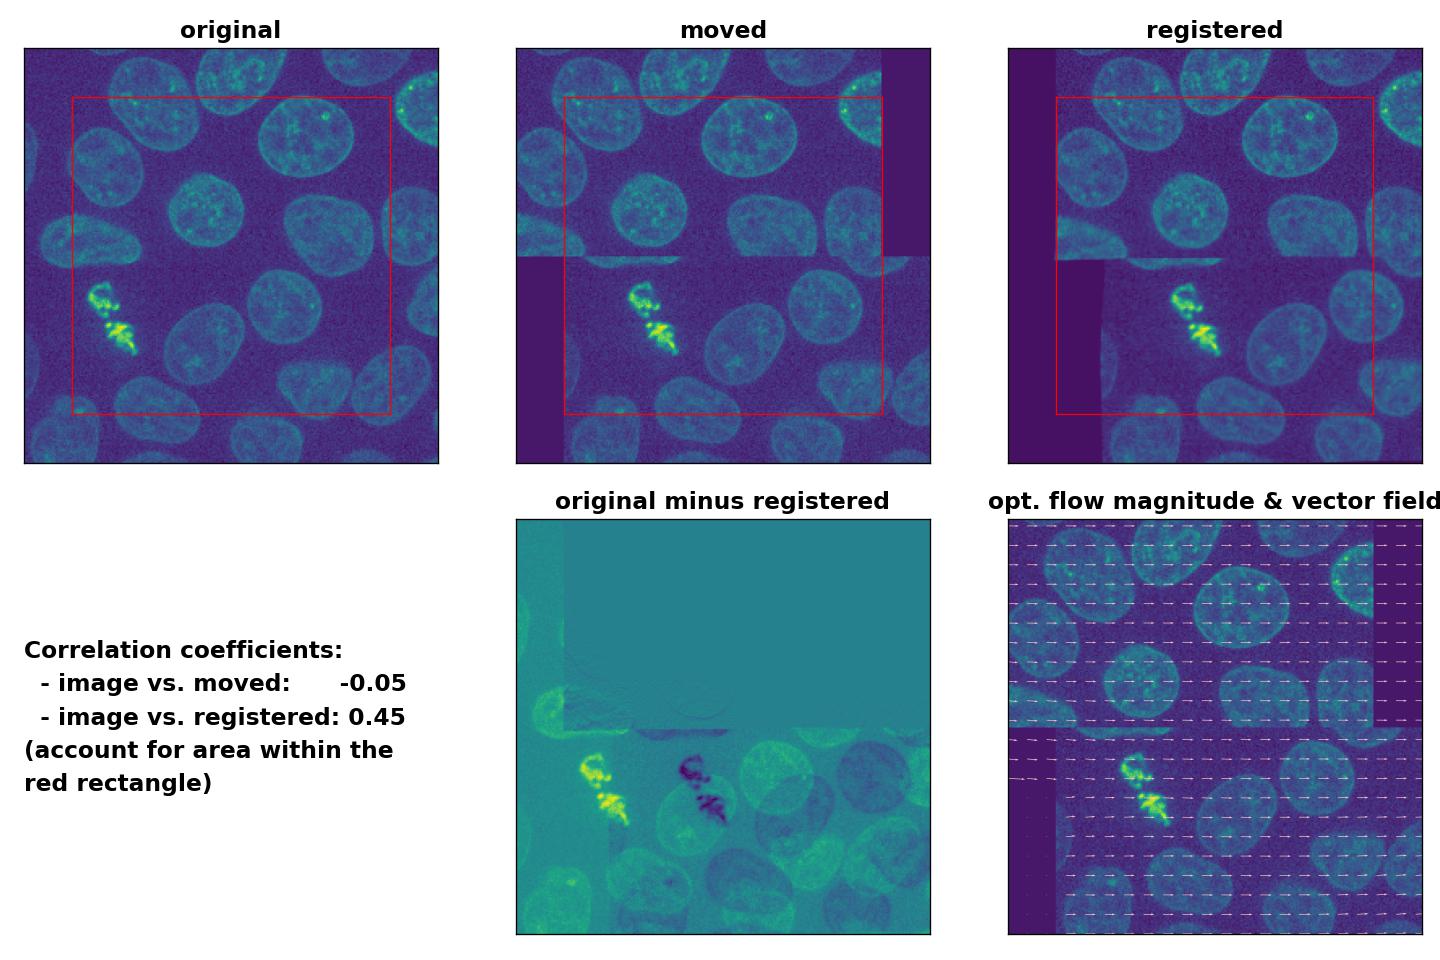 original
moved
registered
original minus registered
opt. flow magnitude & vector field
Correlation coefficients:
- image vs. moved: -0.05
- image vs. registered: 0.45
(account for area within the
red rectangle)